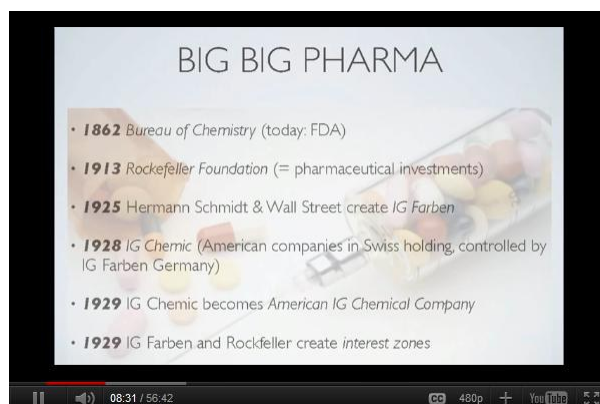 BIG BIG PHARMA
• 1862 Bureau of Chemistry (today: FDA)
• 1913 Rockefeller Foundation (= pharmaceutical investments)
• 1925 Hermann Schmidt & Wall Street create IG Farben
• 1928 IG Chemic (American companies in Swiss holding, controlled by
IG Farben Germany)
• 1929 IG Chemic becomes American IG Chemical Company
• 1929 IG Farben and Rockfeller create interest zones
08:31 / 56:42 CC 480p YouTube